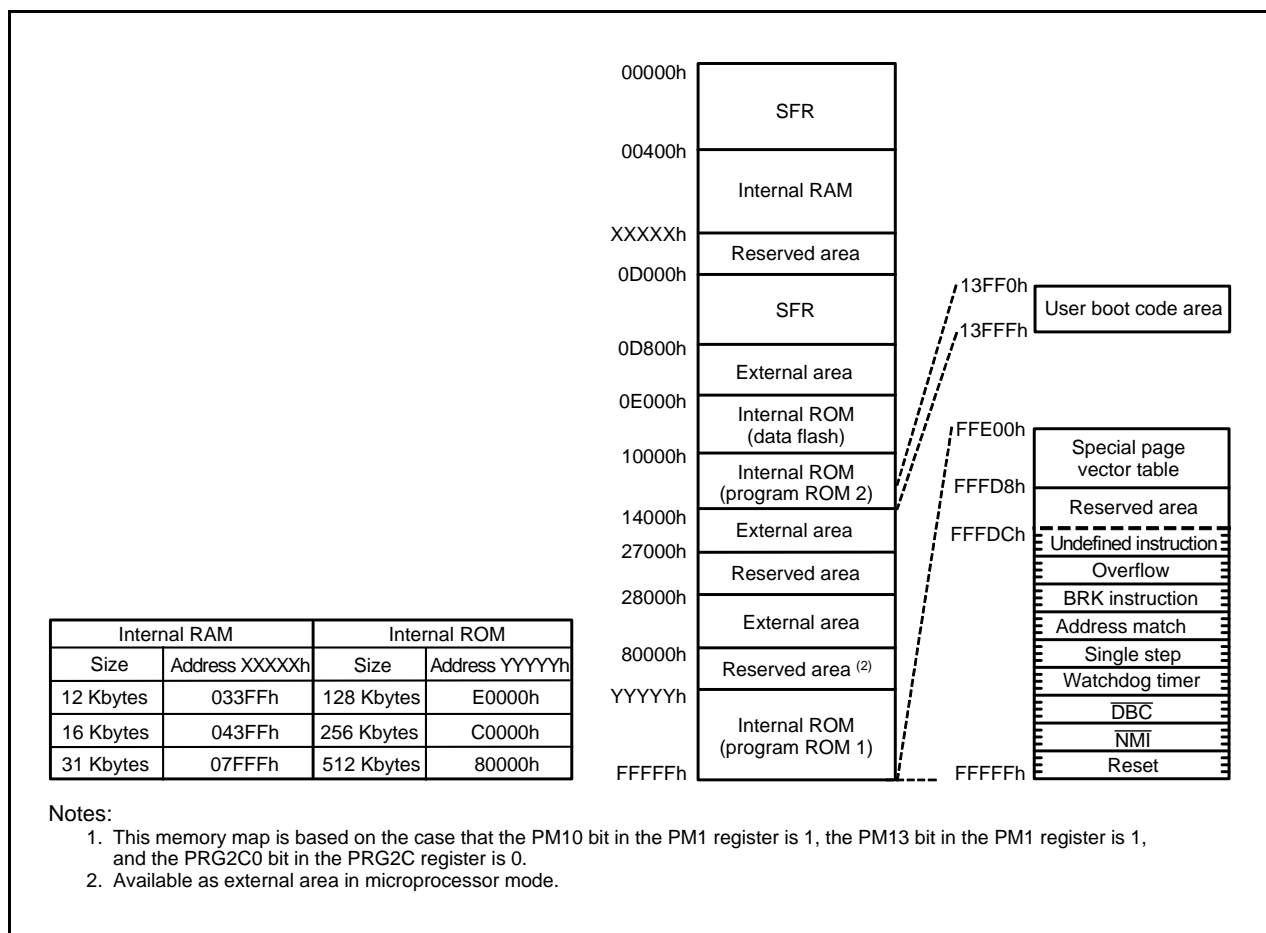 00000h
SFR
00400h
Internal RAM
XXXXXh
Reserved area
0D000h
SFR
0D800h
External area
0E000h
Internal ROM
(data flash)
10000h
Internal ROM
(program ROM 2)
14000h
External area
27000h
Reserved area
28000h
External area
80000h
Reserved area (2)
YYYYYh
Internal ROM
(program ROM 1)
FFFFFh
13FF0h
User boot code area
13FFFh
FFE00h
Special page
vector table
FFFD8h
Reserved area
FFFDCh
Undefined instruction
Overflow
BRK instruction
Address match
Single step
Watchdog timer
DBC
NMI
Reset
FFFFFh
Internal RAM Internal ROM
Size Address XXXXXh Size Address YYYYYh
12 Kbytes 033FFh 128 Kbytes E0000h
16 Kbytes 043FFh 256 Kbytes C0000h
31 Kbytes 07FFFh 512 Kbytes 80000h
Notes:
1. This memory map is based on the case that the PM10 bit in the PM1 register is 1, the PM13 bit in the PM1 register is 1,
and the PRG2C0 bit in the PRG2C register is 0.
2. Available as external area in microprocessor mode.